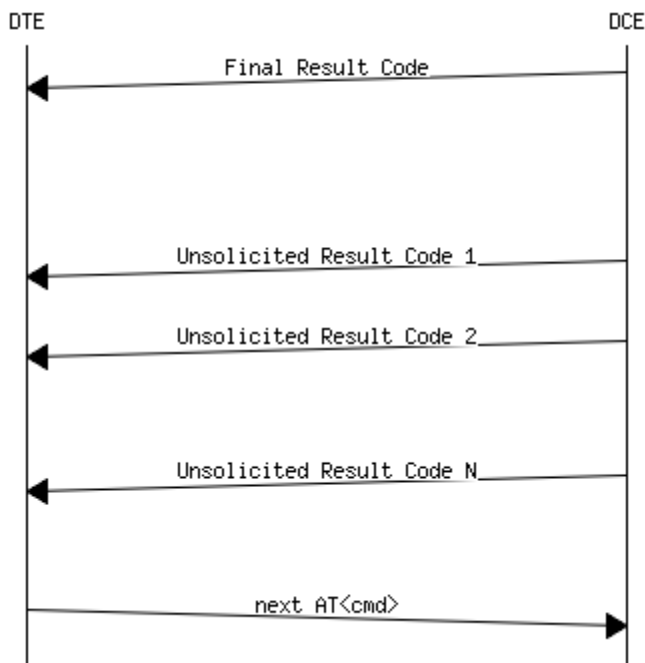 DTE DCE
Final Result Code
Unsolicited Result Code 1
Unsolicited Result Code 2
Unsolicited Result Code N
next AT<cmd>